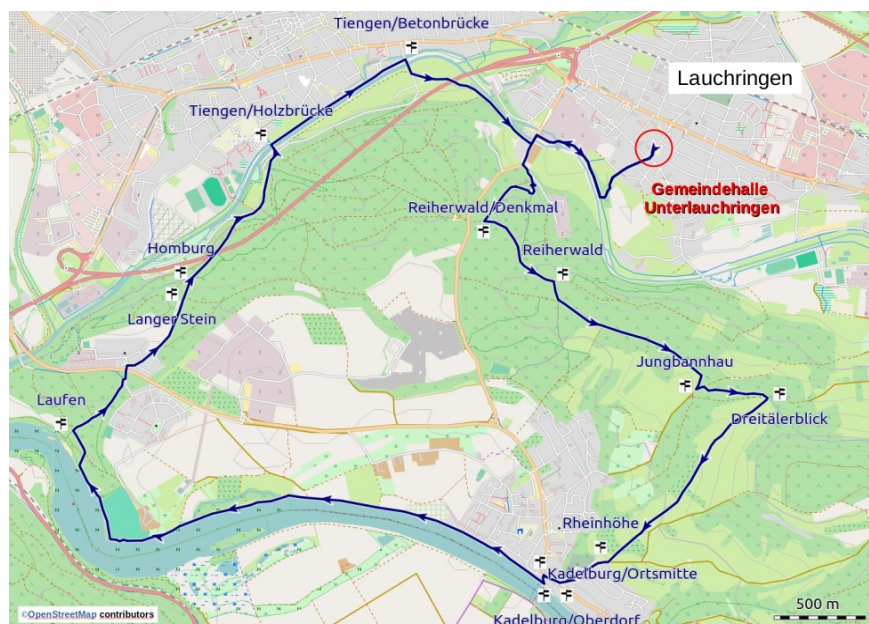 Tiengen/Betonbrücke
Lauchringen
Tiengen/Holzbrücke
Gemeindehalle
Unterlauchringen
Reiherwald/Denkmal
Homburg
Reiherwald
Langer Stein
Jungbannhau
Laufen
Dreitälerblick
Rheinhöhe
Kadelburg/Ortsmitte
500 m
©OpenStreetMap contributors
Kadelburg/Oberdorf